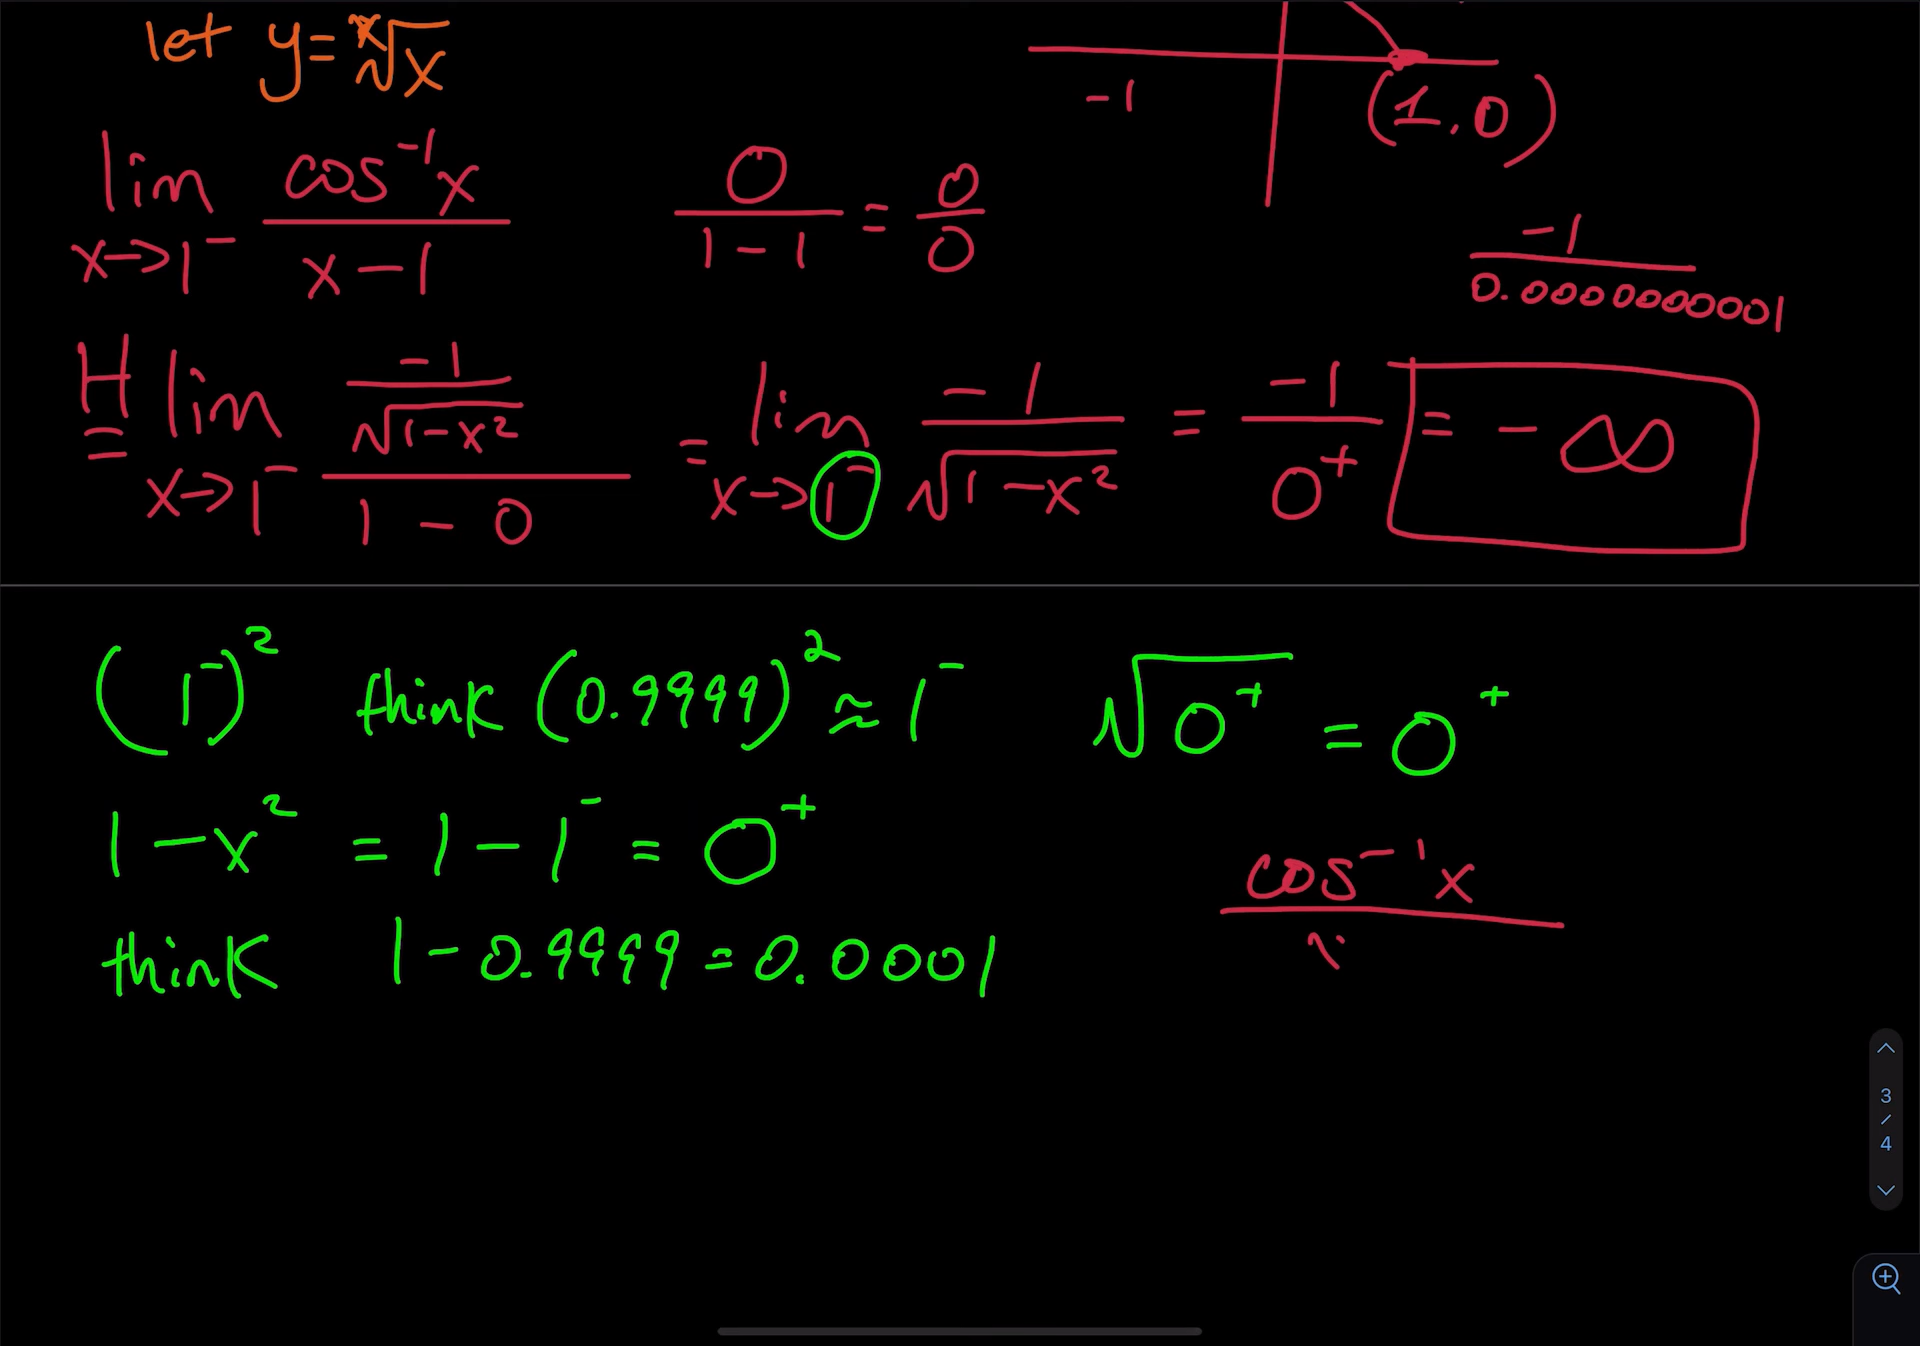 let y = ˣ√x
-1
(1, 0)
lim x→1⁻ cos⁻¹x / (x-1)
0/(1-1) = 0/0
-1/0.0000000001
H= lim x→1⁻ (-1/√(1-x²)) / (1-0) = lim x→1⁻ -1/√(1-x²) = -1/0⁺ = -∞
(1⁻)² think (0.9999)² ≈ 1⁻
√0⁺ = 0⁺
1-x² = 1-1⁻ = 0⁺
cos⁻¹x
think 1-0.9999 = 0.0001
3
/
4